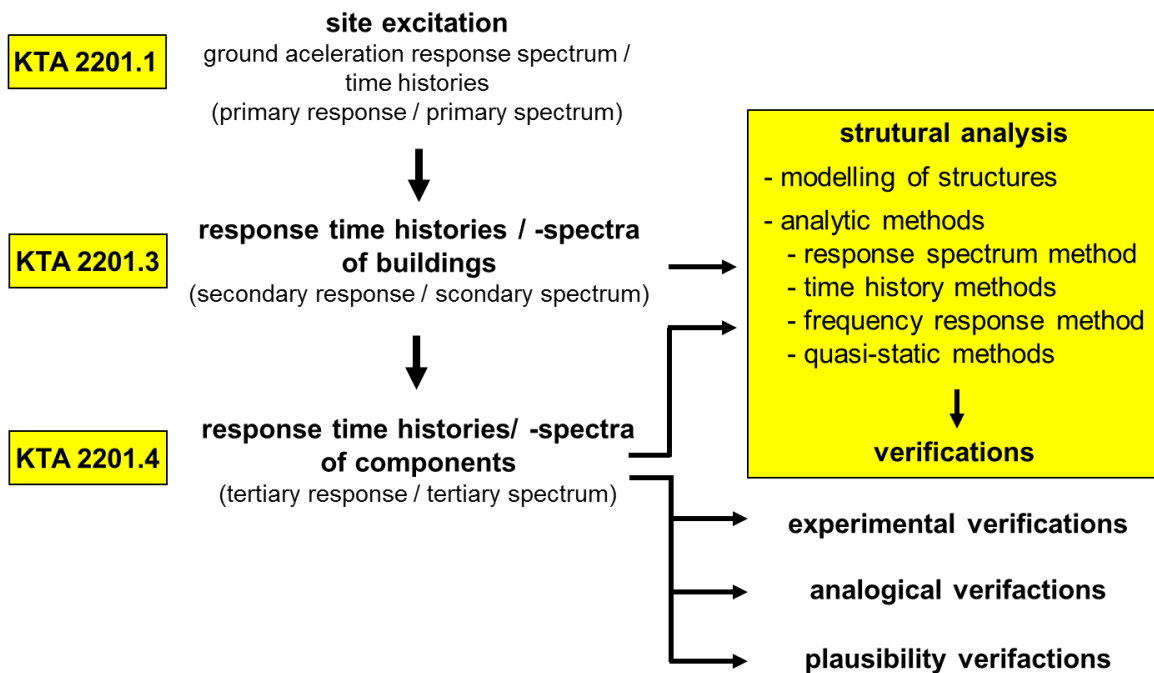 KTA 2201.1
site excitation
ground aceleration response spectrum /
time histories
(primary response / primary spectrum)
KTA 2201.3
response time histories / -spectra
of buildings
(secondary response / scondary spectrum)
KTA 2201.4
response time histories/ -spectra
of components
(tertiary response / tertiary spectrum)
strutural analysis
- modelling of structures
- analytic methods
- response spectrum method
- time history methods
- frequency response method
- quasi-static methods
verifications
experimental verifications
analogical verifactions
plausibility verifactions